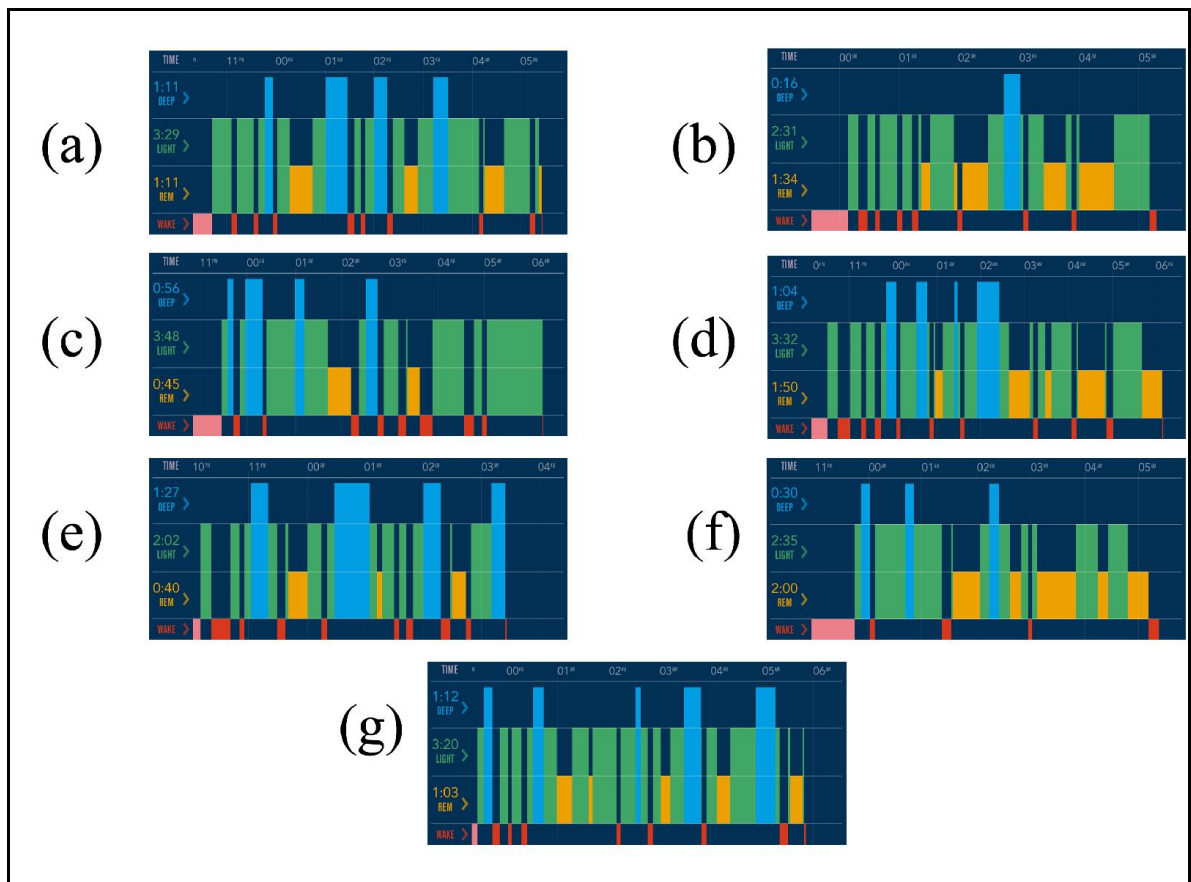 (a)
TIME 11 00 01 02 03 04 05
1:11
DEEP
3:29
LIGHT
1:11
REM
WAKE
(b)
TIME 00 01 02 03 04 05
0:16
DEEP
2:31
LIGHT
1:34
REM
WAKE
(c)
TIME 11 00 01 02 03 04 05 06
0:56
DEEP
3:48
LIGHT
0:45
REM
WAKE
(d)
TIME 0 11 00 01 02 03 04 05 06
1:04
DEEP
3:32
LIGHT
1:50
REM
WAKE
(e)
TIME 10 11 00 01 02 03 04
1:27
DEEP
2:02
LIGHT
0:40
REM
WAKE
(f)
TIME 11 00 01 02 03 04 05
0:30
DEEP
2:35
LIGHT
2:00
REM
WAKE
(g)
TIME 00 01 02 03 04 05 06
1:12
DEEP
3:20
LIGHT
1:03
REM
WAKE